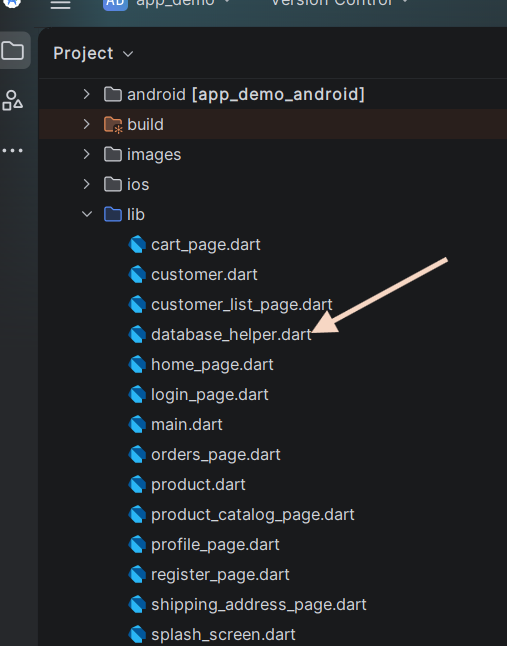 AB app_demo Version Control
Project
android [app_demo_android]
build
images
ios
lib
cart_page.dart
customer.dart
customer_list_page.dart
database_helper.dart
home_page.dart
login_page.dart
main.dart
orders_page.dart
product.dart
product_catalog_page.dart
profile_page.dart
register_page.dart
shipping_address_page.dart
splash_screen.dart